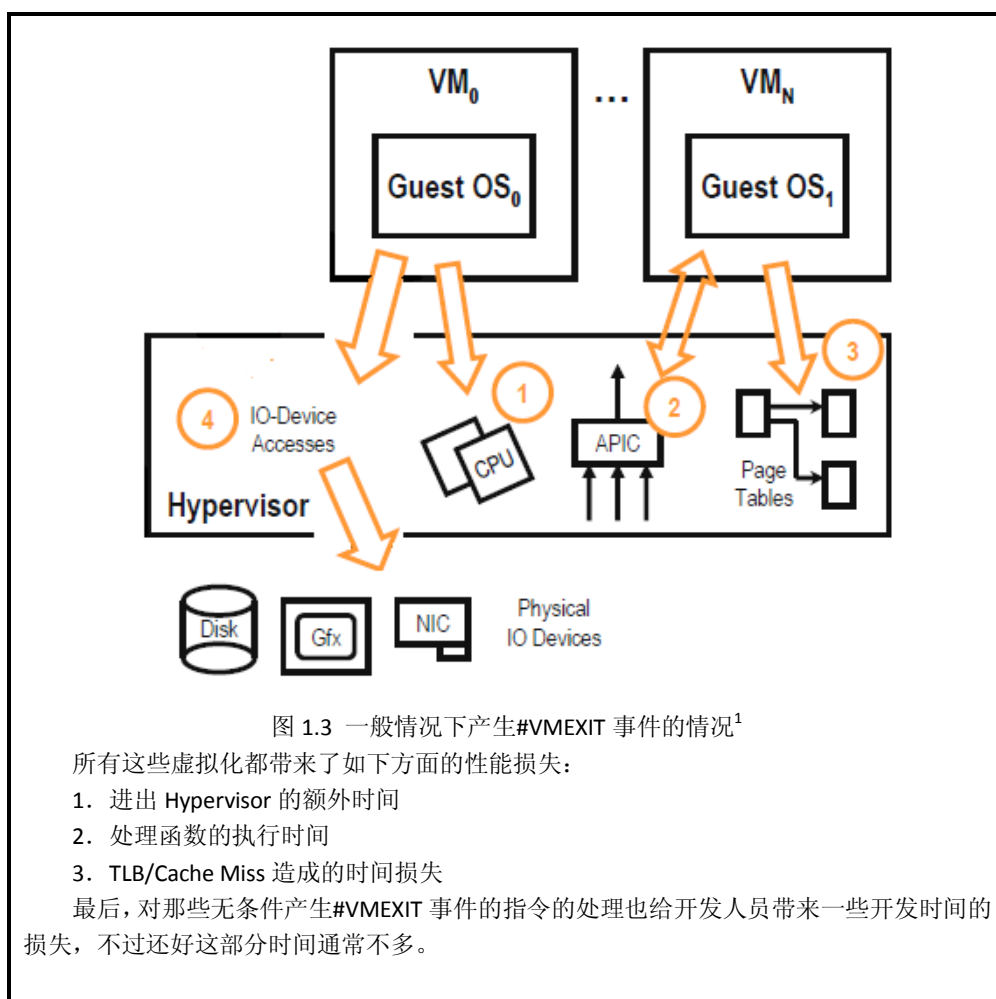 VM0 ... VMN
Guest OS0 Guest OS1
3
1
2
4 IO-Device
Accesses
CPU
APIC
Page
Tables
Hypervisor
Disk
Gfx
NIC
Physical
IO Devices
图 1.3 一般情况下产生#VMEXIT 事件的情况1
所有这些虚拟化都带来了如下方面的性能损失：
1．进出 Hypervisor 的额外时间
2．处理函数的执行时间
3．TLB/Cache Miss 造成的时间损失
最后，对那些无条件产生#VMEXIT 事件的指令的处理也给开发人员带来一些开发时间的
损失，不过还好这部分时间通常不多。